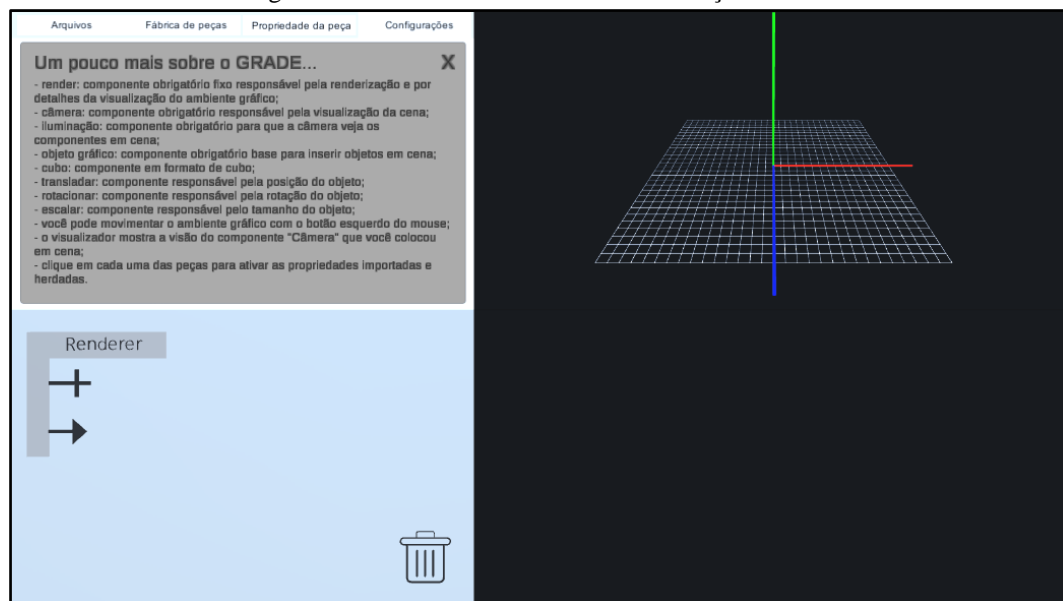 Arquivos Fábrica de peças Propriedade da peça Configurações
Um pouco mais sobre o GRADE... X
- render: componente obrigatório fixo responsável pela renderização e por
detalhes da visualização do ambiente gráfico;
- câmera: componente obrigatório responsável pela visualização da cena;
- iluminação: componente obrigatório para que a câmera veja os
componentes em cena;
- objeto gráfico: componente obrigatório base para inserir objetos em cena;
- cubo: componente em formato de cubo;
- transladar: componente responsável pela posição do objeto;
- rotacionar: componente responsável pela rotação do objeto;
- escalar: componente responsável pelo tamanho do objeto;
- você pode movimentar o ambiente gráfico com o botão esquerdo do mouse;
- o visualizador mostra a visão do componente "Câmera" que você colocou
em cena;
- clique em cada uma das peças para ativar as propriedades importadas e
herdadas.
Renderer